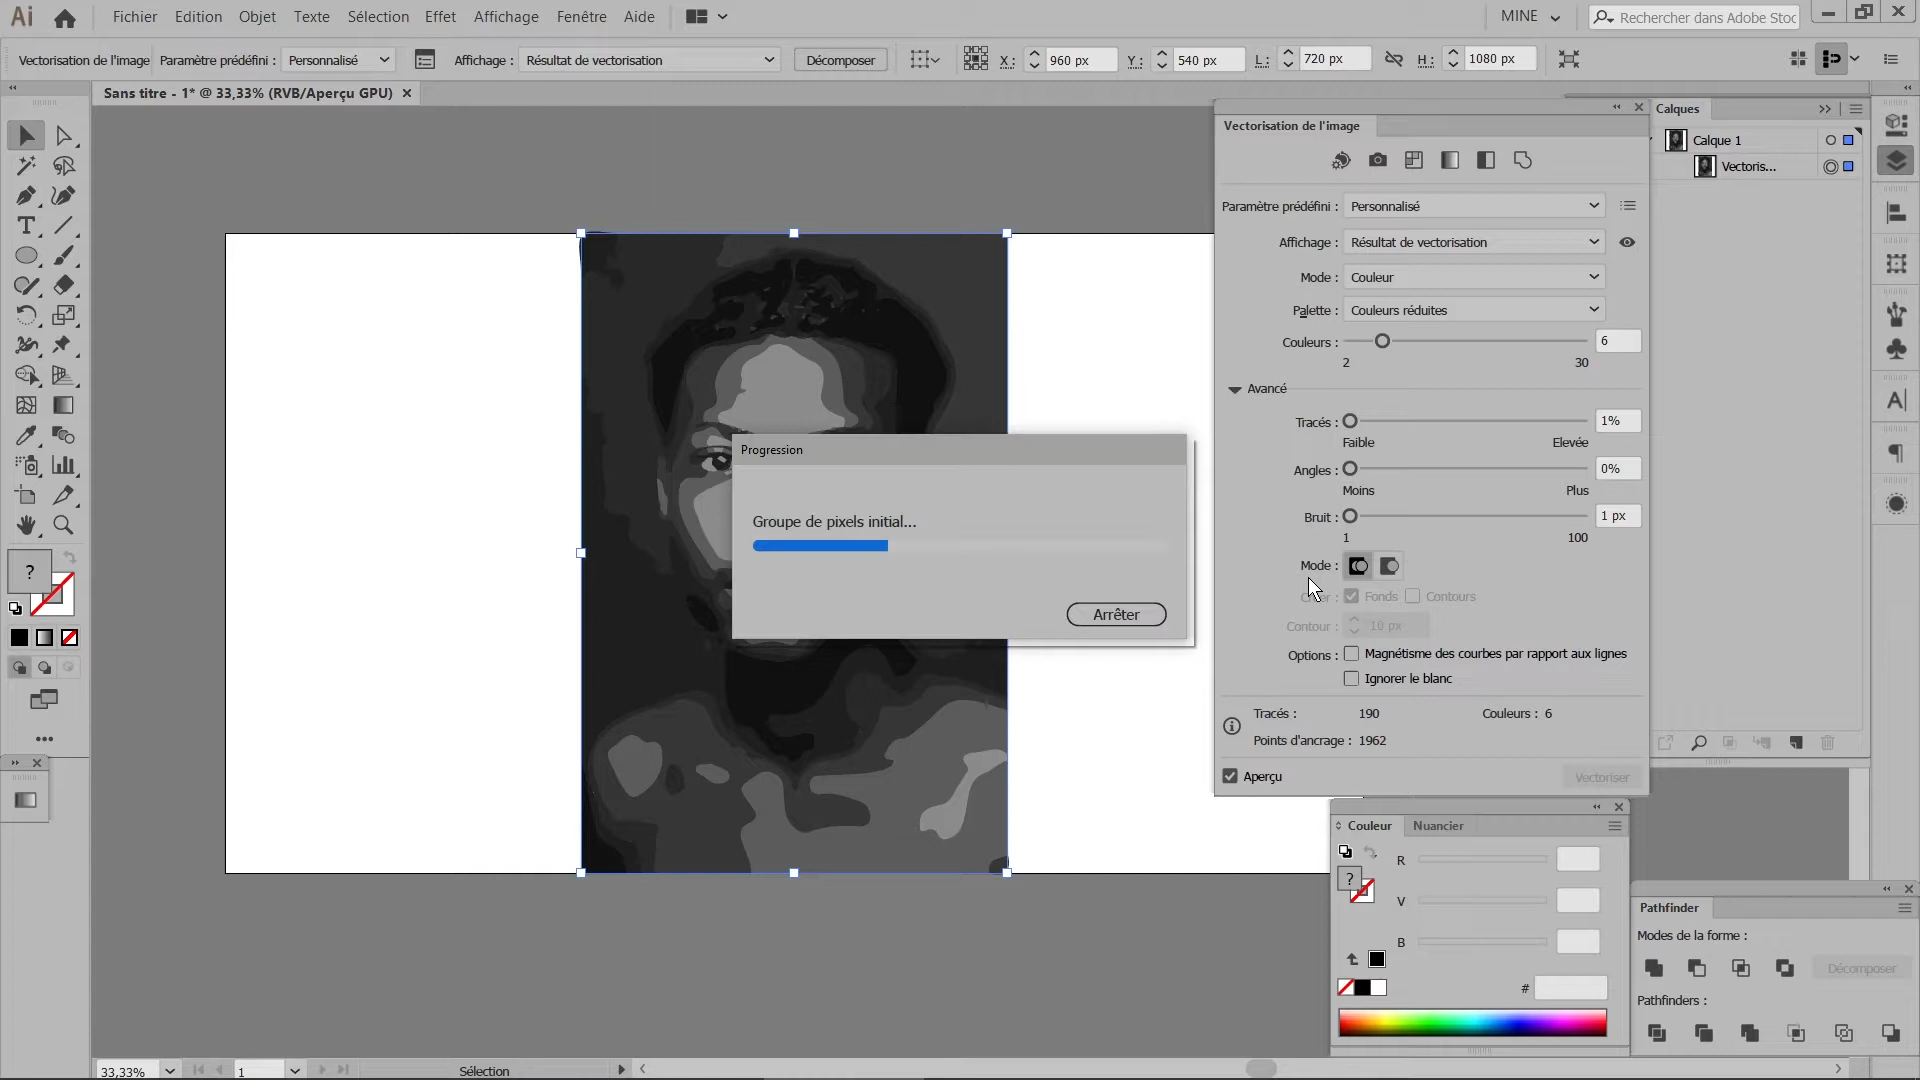 Ai Fichier Edition Objet Texte Sélection Effet Affichage Fenêtre Aide MINE Rechercher dans Adobe Stoc
Vectorisation de l'image Paramètre prédéfini : Personnalisé Affichage : Résultat de vectorisation Décomposer X : 960 px Y : 540 px L : 720 px H : 1080 px
Sans titre - 1* @ 33,33% (RVB/Aperçu GPU) ×
Vectorisation de l'image
Paramètre prédéfini : Personnalisé
Affichage : Résultat de vectorisation
Mode : Couleur
Palette : Couleurs réduites
Couleurs : 6
2 30
Avancé
Tracés : 1%
Faible Elevée
Angles : 0%
Moins Plus
Bruit : 1 px
1 100
Mode :
Créer : Fonds Contours
Contour : 10 px
Options : Magnétisme des courbes par rapport aux lignes
Ignorer le blanc
Tracés : 190 Couleurs : 6
Points d'ancrage : 1962
Aperçu Vectoriser
Calques
Calque 1
Vectoris...
Progression
Groupe de pixels initial...
Arrêter
?
Couleur Nuancier
R
?
V
B
#
Pathfinder
Modes de la forme :
Décomposer
Pathfinders :
33,33% 1 Sélection